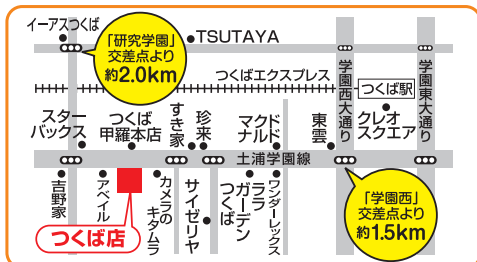 イーアスつくば
「研究学園」
交差点より
約2.0km
TSUTAYA
つくばエクスプレス
学園西大通り
つくば駅
学園東大通り
クレオ
スクエア
スター
バックス
つくば
甲羅本店
すき家
珍来
マクド
ナルド
東雲
土浦学園線
吉野家
アベイル
つくば店
カメラの
キタムラ
サイゼリヤ
ララ
ガーデン
つくば
ワンダーレックス
「学園西」
交差点より
約1.5km